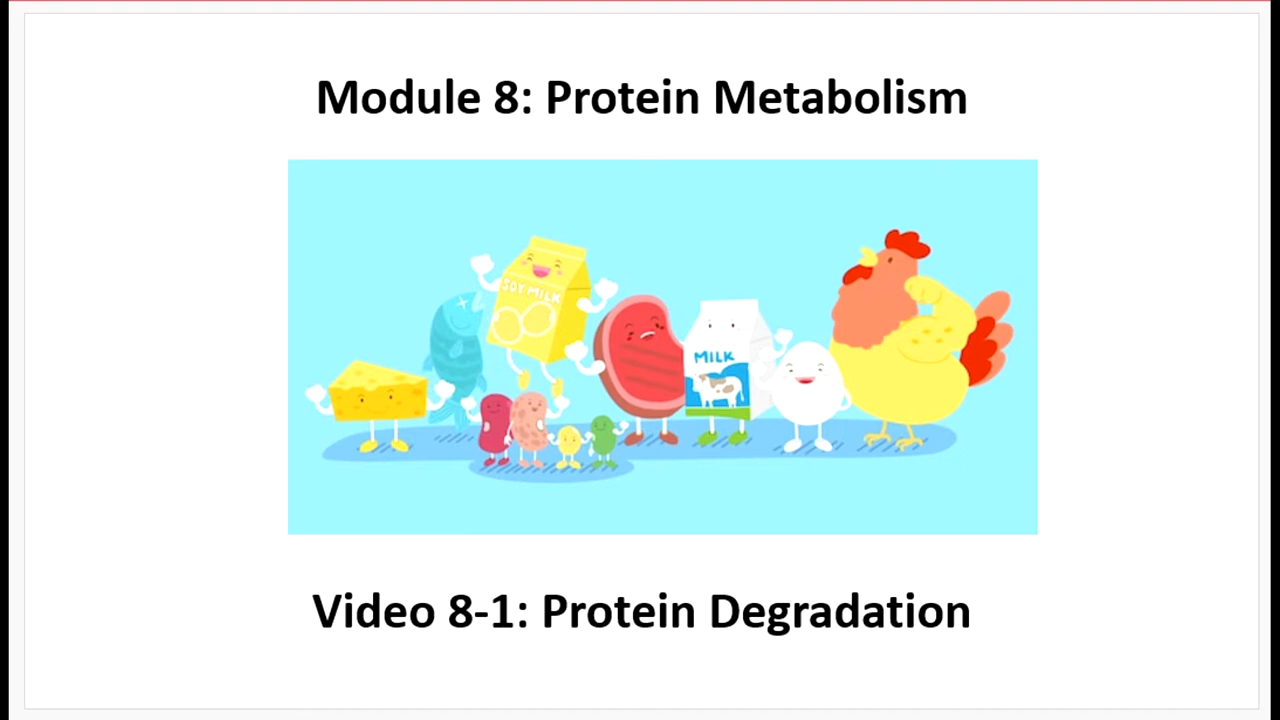 Module 8: Protein Metabolism
SOY MILK
MILK
Video 8-1: Protein Degradation